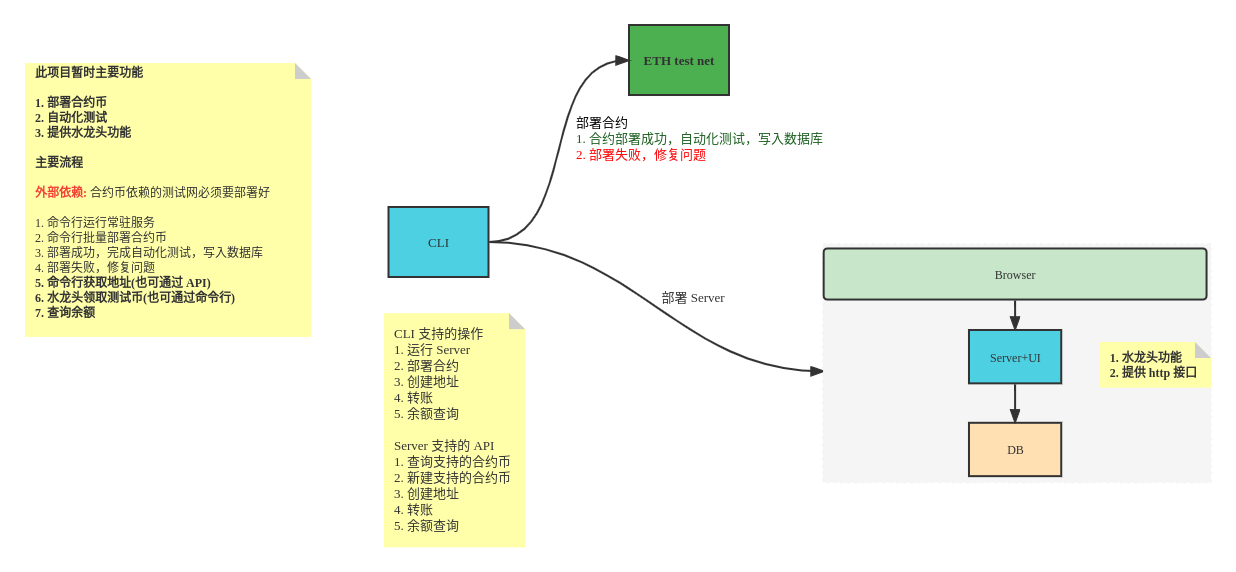 此项目暂时主要功能
1. 部署合约币
2. 自动化测试
3. 提供水龙头功能
主要流程
外部依赖: 合约币依赖的测试网必须要部署好
1. 命令行运行常驻服务
2. 命令行批量部署合约币
3. 部署成功，完成自动化测试，写入数据库
4. 部署失败，修复问题
5. 命令行获取地址(也可通过 API)
6. 水龙头领取测试币(也可通过命令行)
7. 查询余额
ETH test net
部署合约
1. 合约部署成功，自动化测试，写入数据库
2. 部署失败，修复问题
CLI
部署 Server
CLI 支持的操作
1. 运行 Server
2. 部署合约
3. 创建地址
4. 转账
5. 余额查询
Server 支持的 API
1. 查询支持的合约币
2. 新建支持的合约币
3. 创建地址
4. 转账
5. 余额查询
Browser
Server+UI
1. 水龙头功能
2. 提供 http 接口
DB